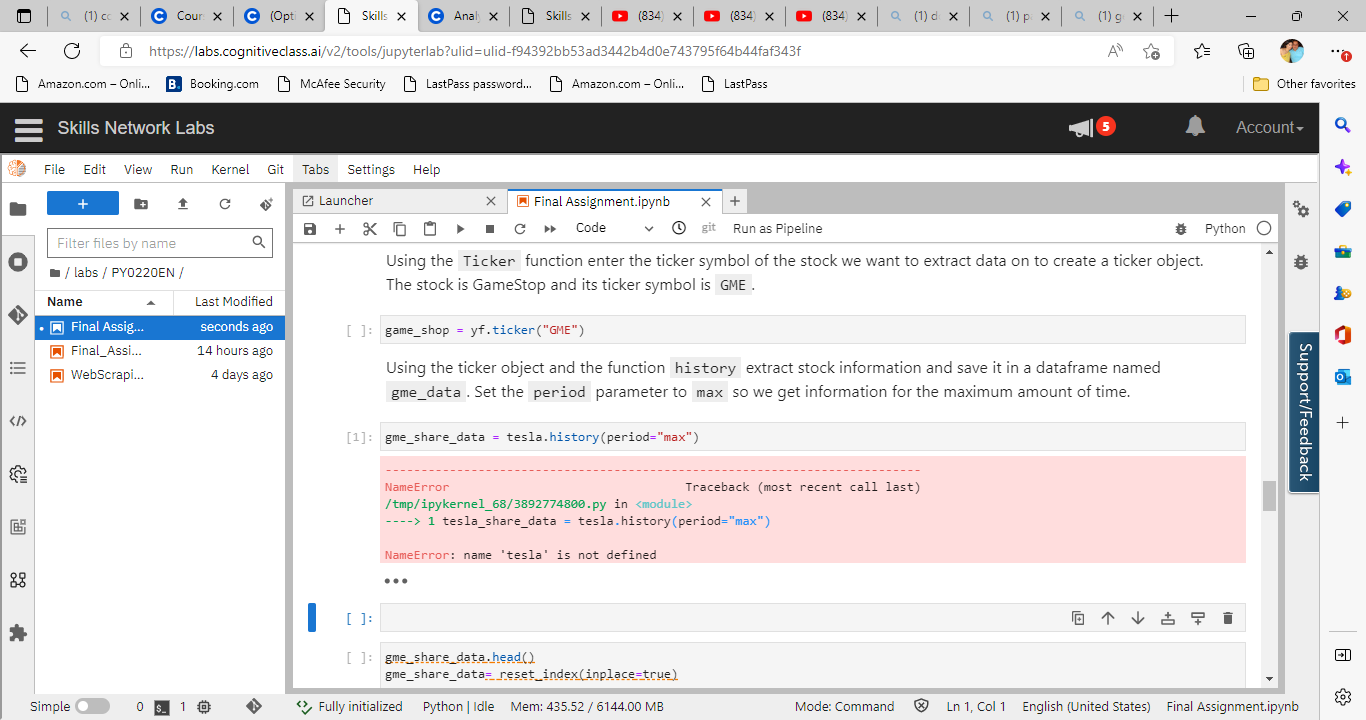 (1) cc
Cours
(Opti
Skills
Analy
Skills
(834)
(834)
(834)
(1) d
(1) p
(1) g
https://labs.cognitiveclass.ai/v2/tools/jupyterlab?ulid=ulid-f94392bb53ad3442b4d0e743795f64b44faf343f
Amazon.com – Onli...
B. Booking.com
McAfee Security
LastPass password...
Amazon.com – Onli...
LastPass
Other favorites
Skills Network Labs
5
Account
File Edit View Run Kernel Git Tabs Settings Help
Launcher
Final Assignment.ipynb
Code
git
Run as Pipeline
Python
Filter files by name
/ labs / PY0220EN /
Name Last Modified
Final Assig... seconds ago
Final_Assi... 14 hours ago
WebScrapi... 4 days ago
Using the Ticker function enter the ticker symbol of the stock we want to extract data on to create a ticker object.
The stock is GameStop and its ticker symbol is GME .
[ ]: game_shop = yf.ticker("GME")
Using the ticker object and the function history extract stock information and save it in a dataframe named
gme_data . Set the period parameter to max so we get information for the maximum amount of time.
[1]: gme_share_data = tesla.history(period="max")
---------------------------------------------------------------------------
NameError Traceback (most recent call last)
/tmp/ipykernel_68/3892774800.py in <module>
----> 1 tesla_share_data = tesla.history(period="max")
NameError: name 'tesla' is not defined
•••
[ ]:
[ ]: gme_share_data.head()
gme_share_data= reset_index(inplace=true)
Support/Feedback
Simple
0
1
Fully initialized
Python | Idle
Mem: 435.52 / 6144.00 MB
Mode: Command
Ln 1, Col 1
English (United States)
Final Assignment.ipynb